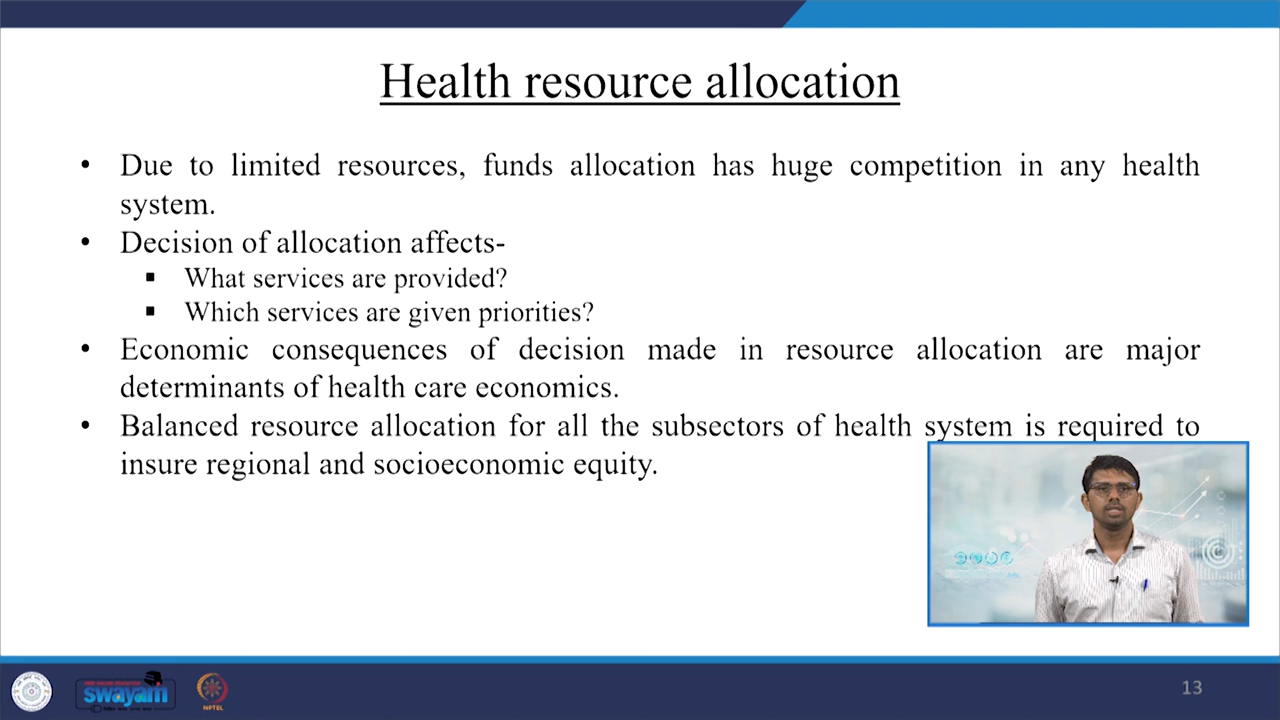 Health resource allocation
• Due to limited resources, funds allocation has huge competition in any health
system.
• Decision of allocation affects-
▪ What services are provided?
▪ Which services are given priorities?
• Economic consequences of decision made in resource allocation are major
determinants of health care economics.
• Balanced resource allocation for all the subsectors of health system is required to
insure regional and socioeconomic equity.
swayam
NPTEL
13